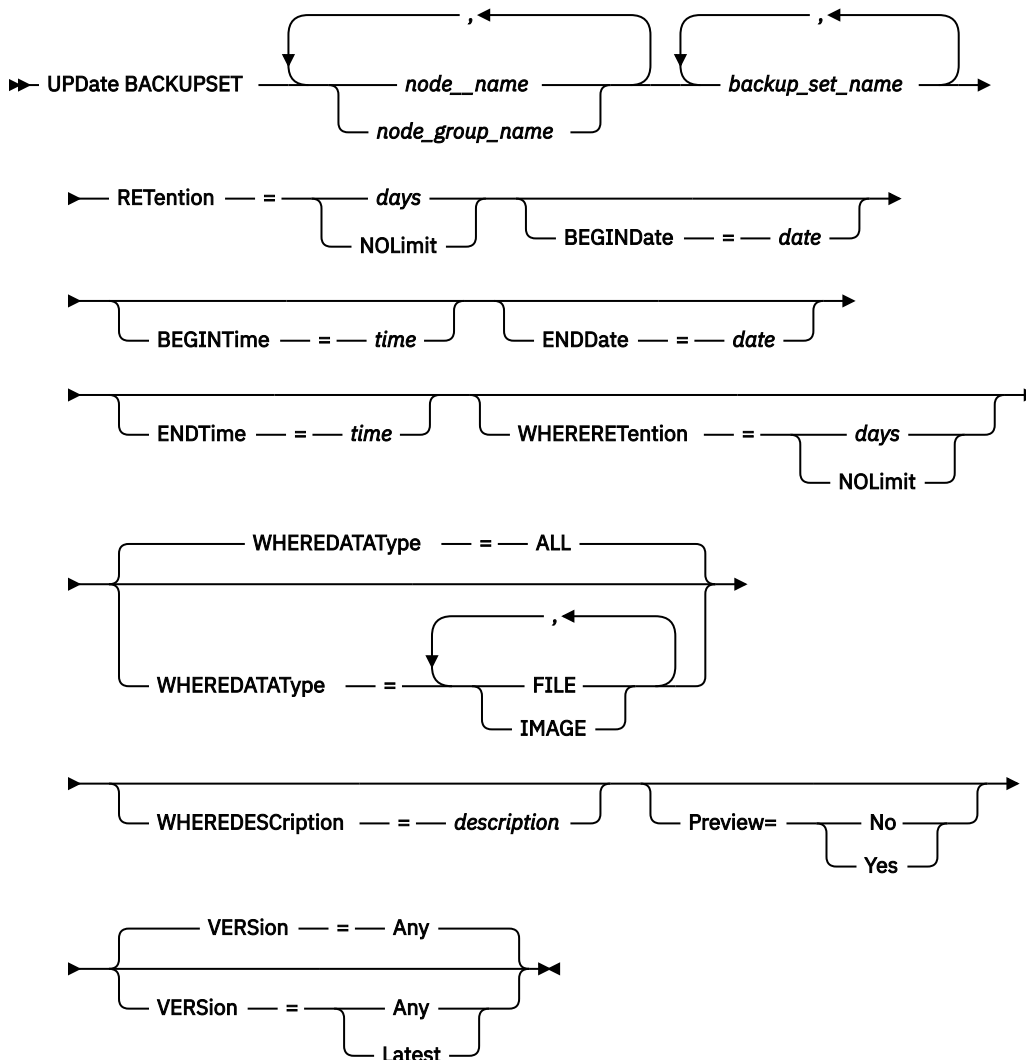 , ,
UPDate BACKUPSET node__name backup_set_name
node_group_name
RETention = days
NOLimit BEGINDate = date
BEGINTime = time ENDDate = date
ENDTime = time WHERERETention = days
NOLimit
WHEREDATAType = ALL
,
WHEREDATAType = FILE
IMAGE
WHEREDESCription = description Preview= No
Yes
VERSion = Any
VERSion = Any
Latest